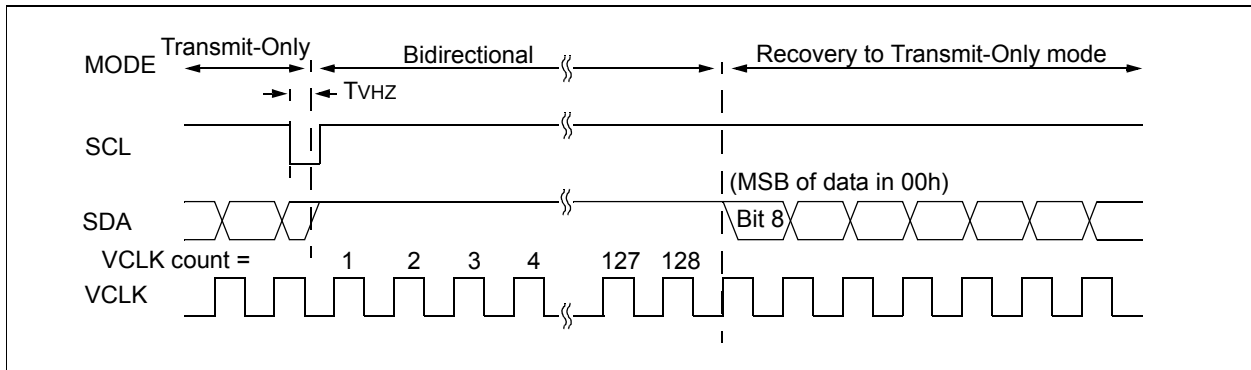 Transmit-Only
MODE
Bidirectional
Recovery to Transmit-Only mode
TVHZ
SCL
(MSB of data in 00h)
SDA
Bit 8
VCLK count =
1 2 3 4 127 128
VCLK